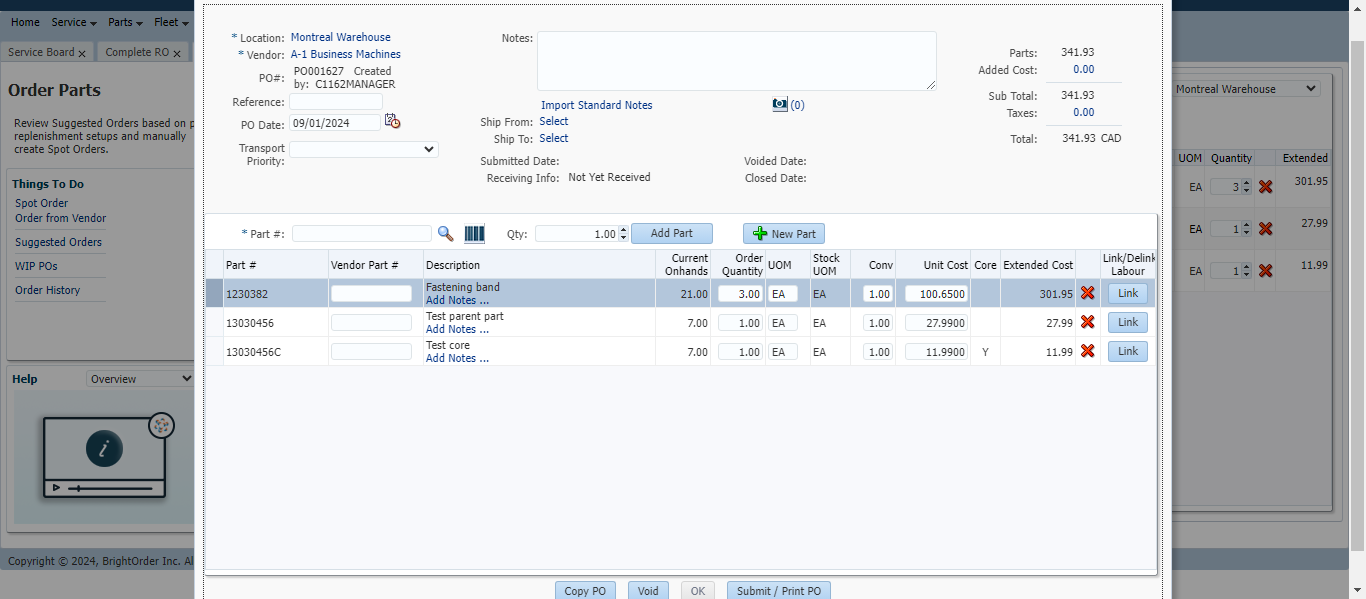 Home Service Parts Fleet
Service Board x Complete RO x
Order Parts
Review Suggested Orders based on p
replenishment setups and manually
create Spot Orders.
Things To Do
Spot Order
Order from Vendor
Suggested Orders
WIP POs
Order History
Help Overview
i
Copyright © 2024, BrightOrder Inc. Al
* Location: Montreal Warehouse
* Vendor: A-1 Business Machines
PO#: PO001627 Created
by: C1162MANAGER
Reference:
PO Date: 09/01/2024
Transport
Priority:
Notes:
Import Standard Notes (0)
Ship From: Select
Ship To: Select
Submitted Date: Voided Date:
Receiving Info: Not Yet Received Closed Date:
Parts: 341.93
Added Cost: 0.00
Sub Total: 341.93
Taxes: 0.00
Total: 341.93 CAD
* Part #: Qty: 1.00 Add Part New Part
Part # Vendor Part # Description Current Onhands Order Quantity UOM Stock UOM Conv Unit Cost Core Extended Cost Link/Delink Labour
1230382 Fastening band 21.00 3.00 EA EA 1.00 100.6500 301.95 Link
Add Notes ...
13030456 Test parent part 7.00 1.00 EA EA 1.00 27.9900 27.99 Link
Add Notes ...
13030456C Test core 7.00 1.00 EA EA 1.00 11.9900 Y 11.99 Link
Add Notes ...
Copy PO Void OK Submit / Print PO
Montreal Warehouse
UOM Quantity Extended
EA 3 301.95
EA 1 27.99
EA 1 11.99